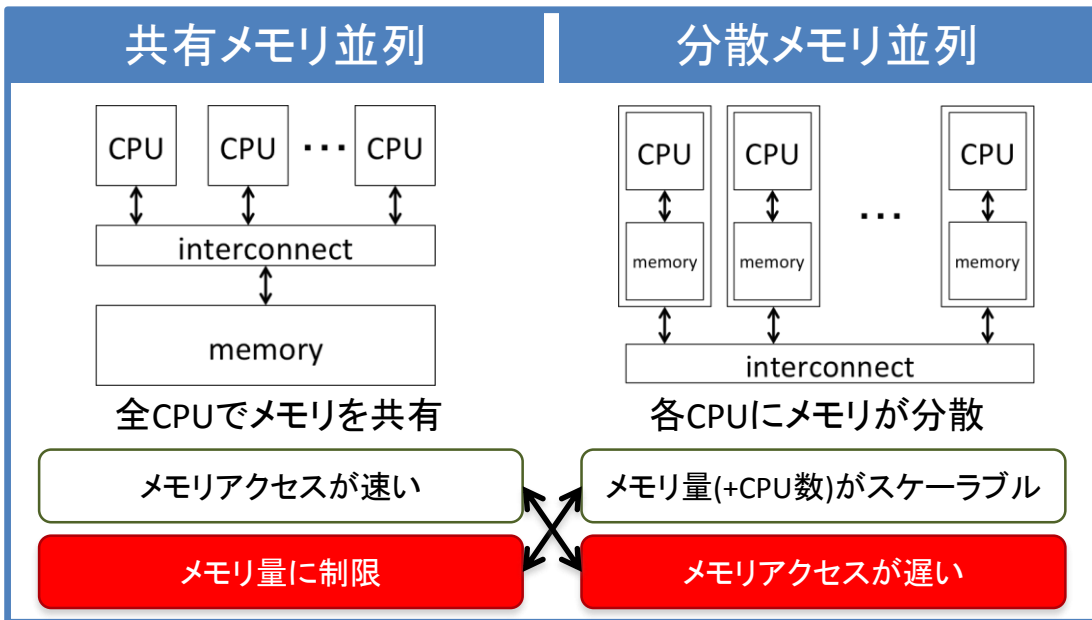 共有メモリ並列
CPU
CPU
･･･
CPU
interconnect
memory
全CPUでメモリを共有
メモリアクセスが速い
メモリ量に制限
分散メモリ並列
CPU
CPU
CPU
･･･
memory
memory
memory
interconnect
各CPUにメモリが分散
メモリ量(+CPU数)がスケーラブル
メモリアクセスが遅い